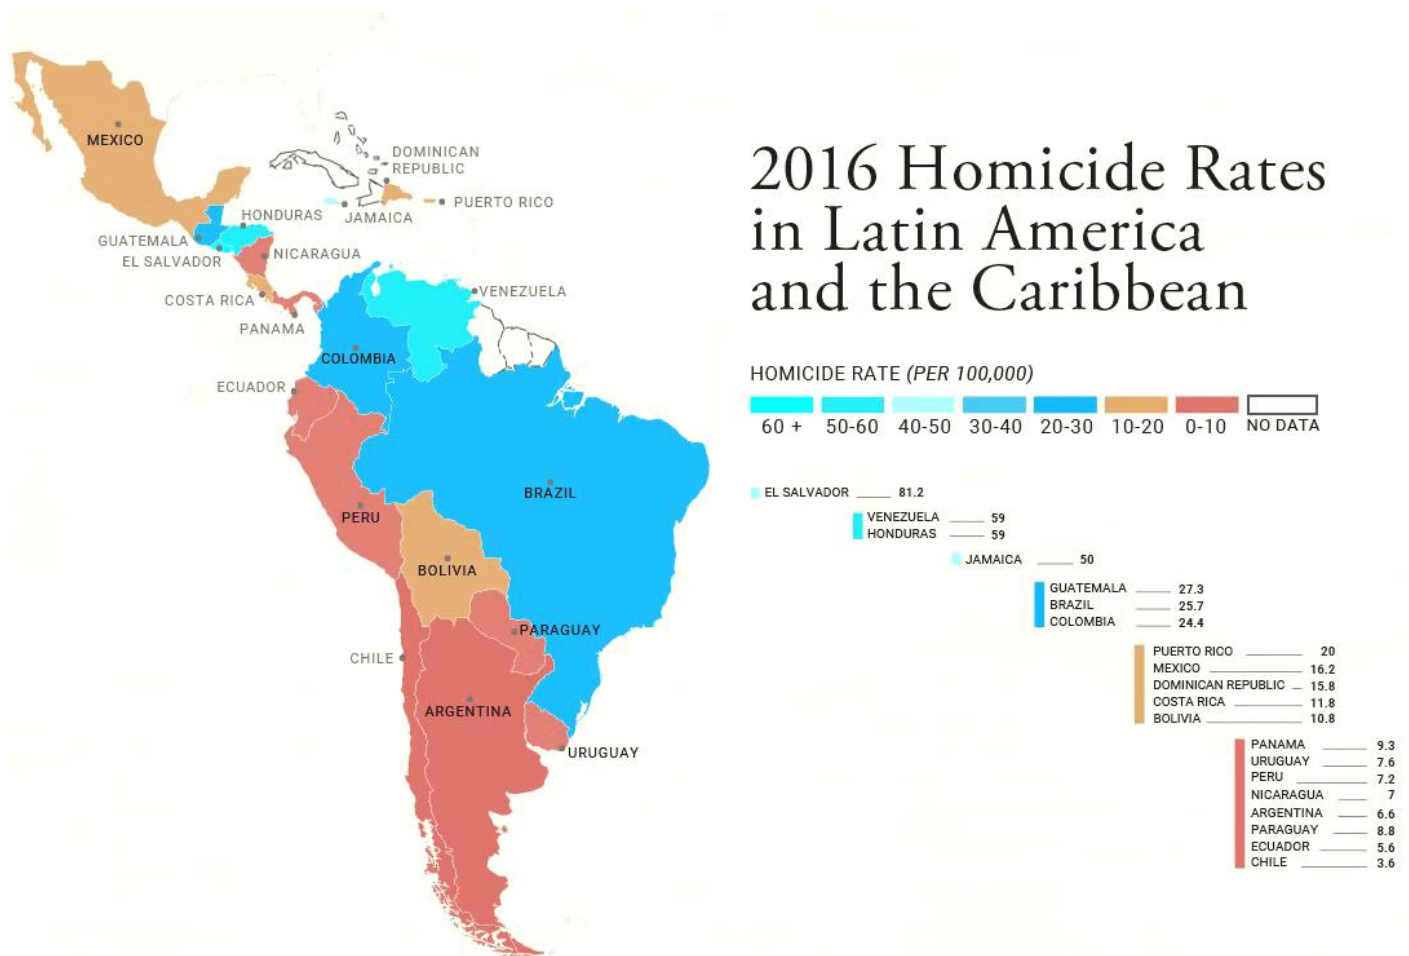 2016 Homicide Rates
in Latin America
and the Caribbean
HOMICIDE RATE (PER 100,000)
60 + 50-60 40-50 30-40 20-30 10-20 0-10 NO DATA
EL SALVADOR 81.2
VENEZUELA 59
HONDURAS 59
JAMAICA 50
GUATEMALA 27.3
BRAZIL 25.7
COLOMBIA 24.4
PUERTO RICO 20
MEXICO 16.2
DOMINICAN REPUBLIC 15.8
COSTA RICA 11.8
BOLIVIA 10.8
PANAMA 9.3
URUGUAY 7.6
PERU 7.2
NICARAGUA 7
ARGENTINA 6.6
PARAGUAY 8.8
ECUADOR 5.6
CHILE 3.6
MEXICO
DOMINICAN
REPUBLIC
PUERTO RICO
JAMAICA
HONDURAS
GUATEMALA
EL SALVADOR
NICARAGUA
COSTA RICA
PANAMA
VENEZUELA
COLOMBIA
ECUADOR
BRAZIL
PERU
BOLIVIA
PARAGUAY
CHILE
ARGENTINA
URUGUAY